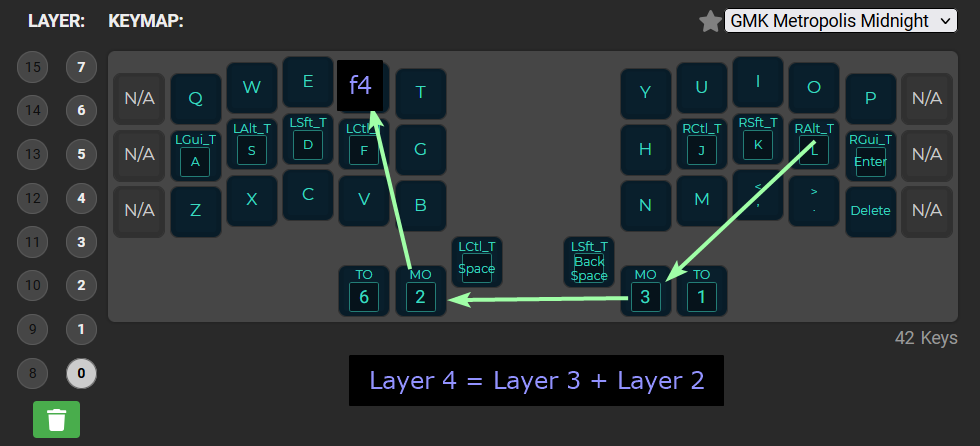 LAYER: KEYMAP: GMK Metropolis Midnight
15 7
14 6
13 5
12 4
11 3
10 2
9 1
8 0
N/A Q W E f4 T Y U I O P N/A
N/A LGui_T A LAlt_T S LSft_T D LCtl_ F G H RCtl_T J RSft_T K RAlt_T L RGui_T Enter N/A
N/A Z X C V B N M < , > . Delete N/A
LCtl_T Space LSft_T Back Space
TO 6 MO 2 MO 3 TO 1
42 Keys
Layer 4 = Layer 3 + Layer 2